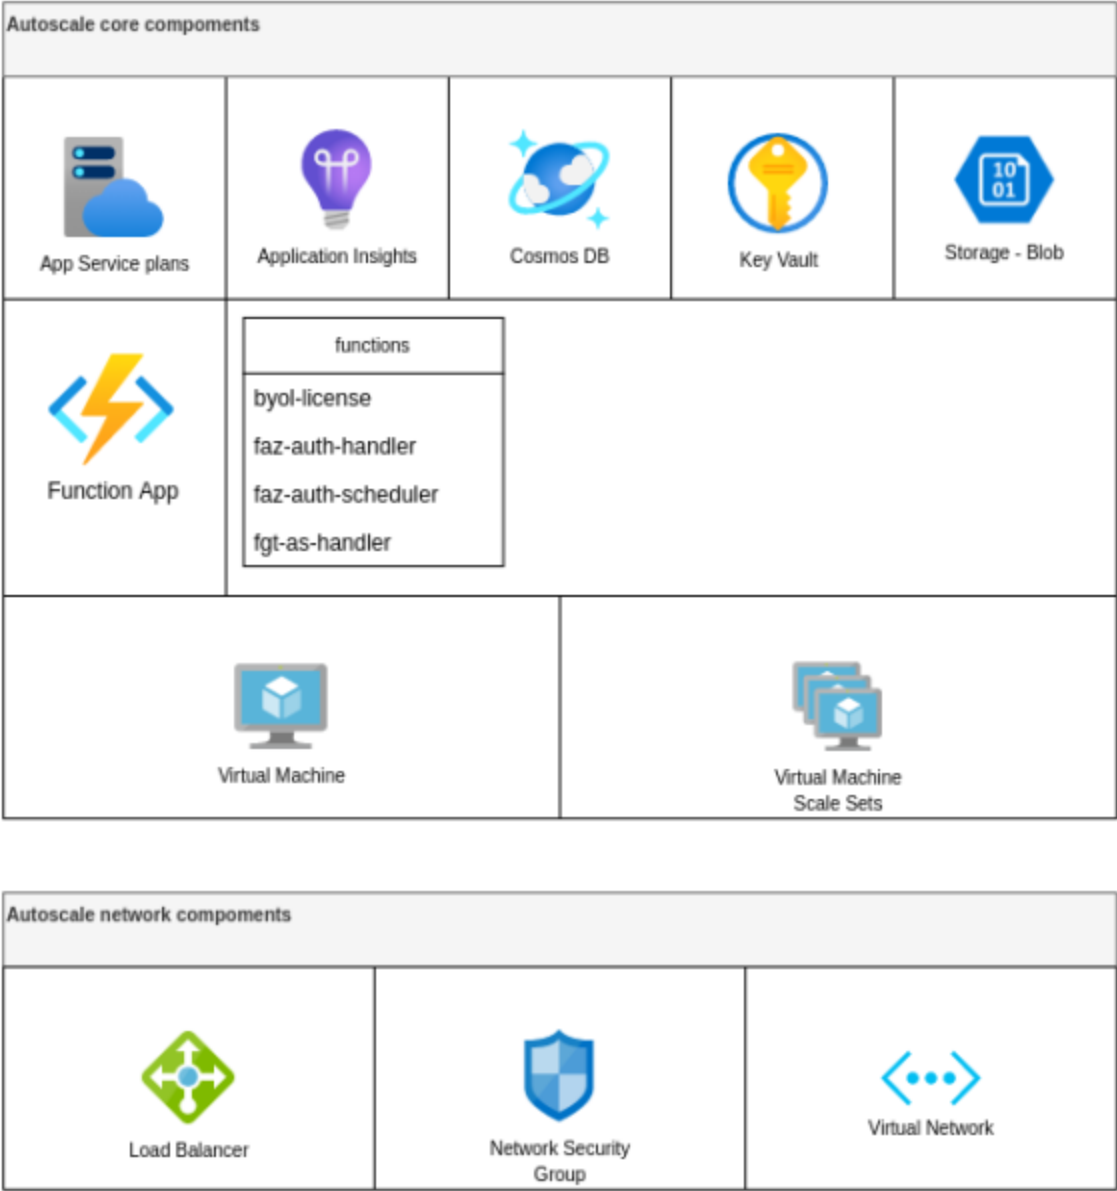 Autoscale core compoments
App Service plans
Application Insights
Cosmos DB
Key Vault
10
01
Storage - Blob
Function App
functions
byol-license
faz-auth-handler
faz-auth-scheduler
fgt-as-handler
Virtual Machine
Virtual Machine
Scale Sets
Autoscale network compoments
Load Balancer
Network Security
Group
Virtual Network